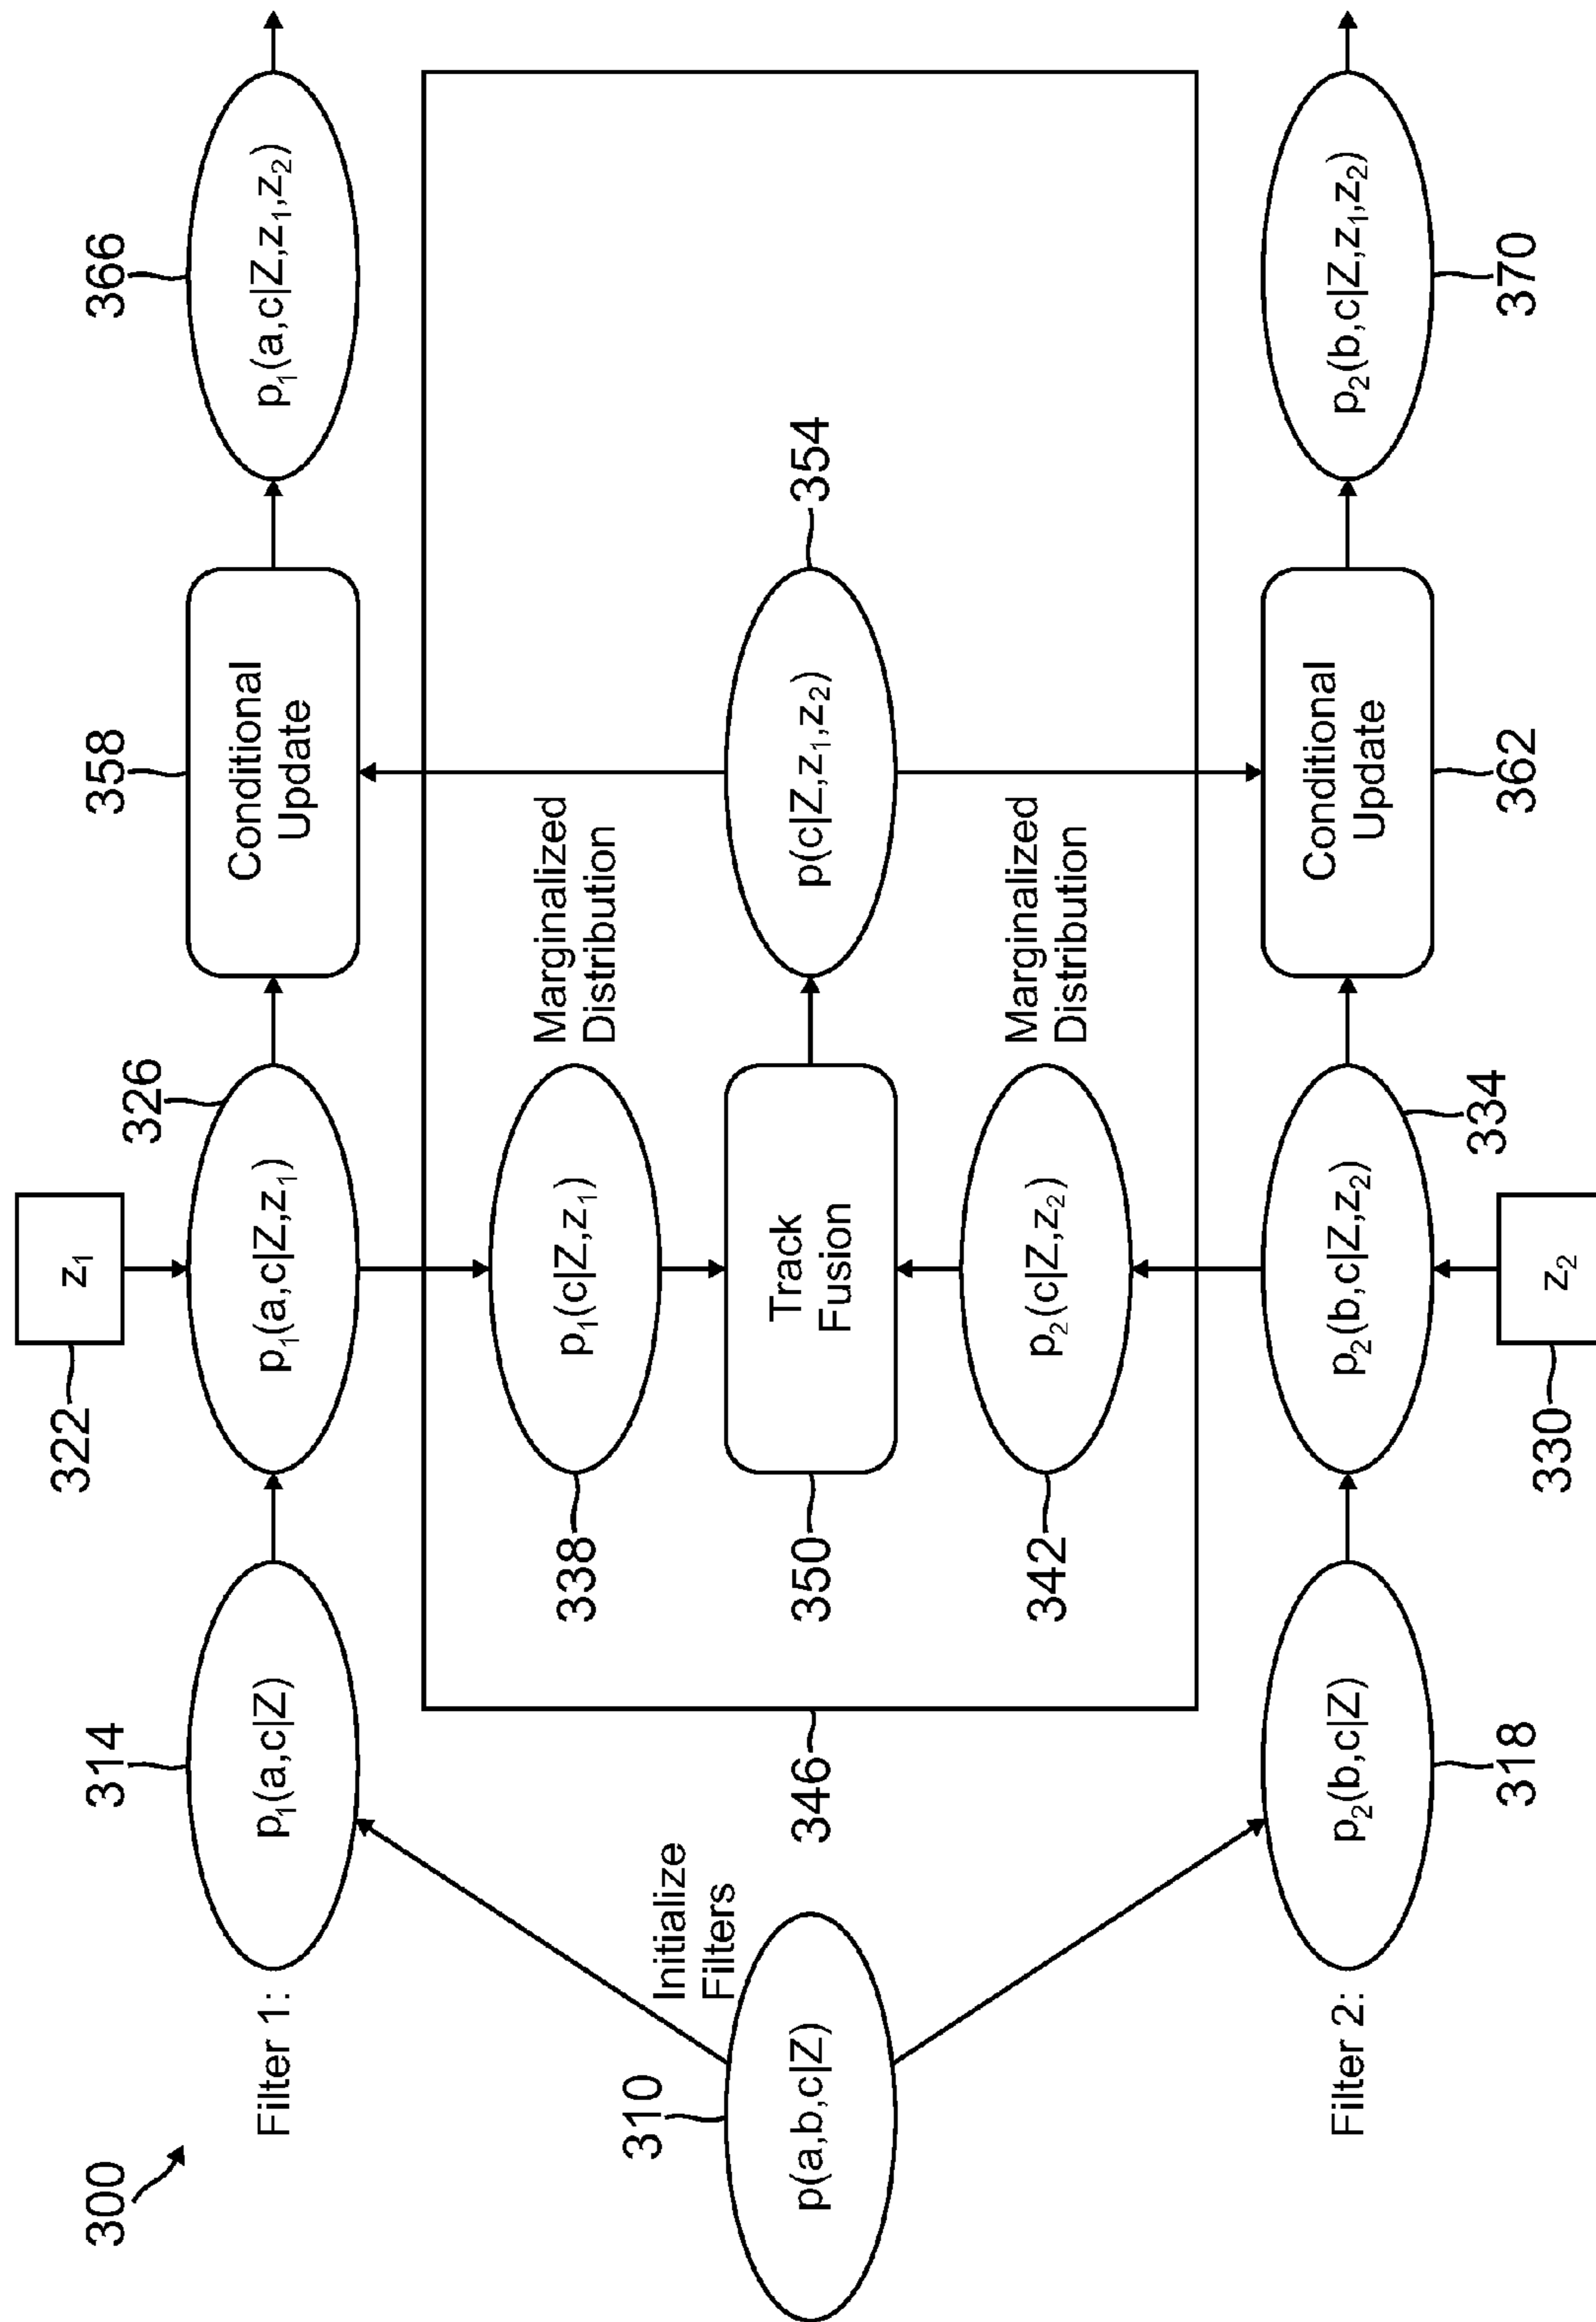 300
310
p(a,b,c|Z)
Initialize
Filters
Filter 1:
314
p₁(a,c|Z)
322
z₁
326
p₁(a,c|Z,z₁)
358
Conditional
Update
366
p₁(a,c|Z,z₁,z₂)
346
338
p₁(c|Z,z₁)
Marginalized
Distribution
350
Track
Fusion
354
p(c|Z,z₁,z₂)
342
p₂(c|Z,z₂)
Marginalized
Distribution
Filter 2:
318
p₂(b,c|Z)
330
z₂
334
p₂(b,c|Z,z₂)
362
Conditional
Update
370
p₂(b,c|Z,z₁,z₂)